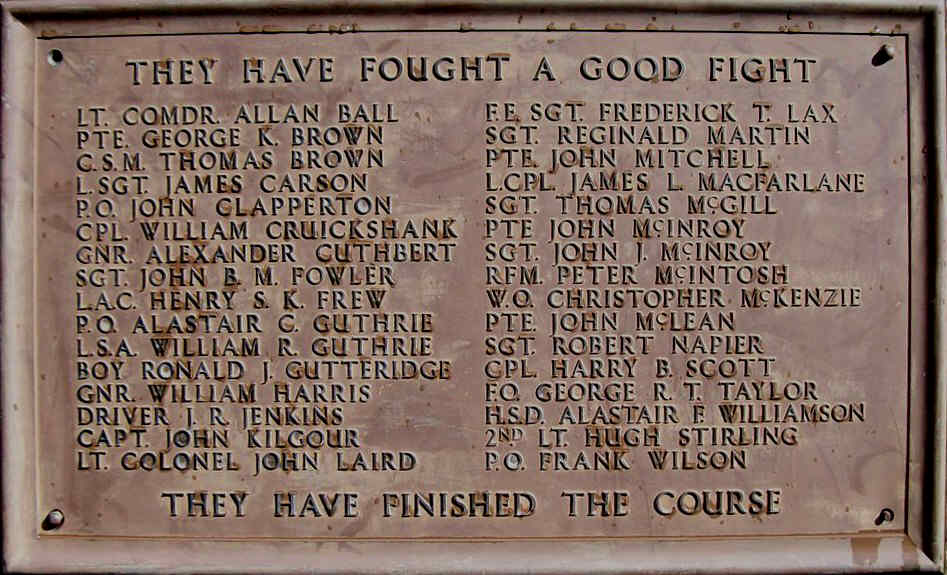 THEY HAVE FOUGHT A GOOD FIGHT
LT. COMDR. ALLAN BALL
PTE. GEORGE K. BROWN
C.S.M. THOMAS BROWN
L.SGT. JAMES CARSON
P.O. JOHN CLAPPERTON
CPL. WILLIAM CRUICKSHANK
GNR. ALEXANDER CUTHBERT
SGT. JOHN B. M. FOWLER
L.A.C. HENRY S. K. FREW
P.O. ALASTAIR C. GUTHRIE
L.S.A. WILLIAM R. GUTHRIE
BOY RONALD J. GUTTERIDGE
GNR. WILLIAM HARRIS
DRIVER J. R. JENKINS
CAPT. JOHN KILGOUR
LT. COLONEL JOHN LAIRD
F.E. SGT. FREDERICK T. LAX
SGT. REGINALD MARTIN
PTE. JOHN MITCHELL
L.CPL. JAMES L. MACFARLANE
SGT. THOMAS McGILL
PTE JOHN McINROY
SGT. JOHN J. McINROY
RFM. PETER McINTOSH
W.O. CHRISTOPHER McKENZIE
PTE. JOHN McLEAN
SGT. ROBERT NAPIER
CPL. HARRY B. SCOTT
F.O. GEORGE R. T. TAYLOR
H.S.D. ALASTAIR F. WILLIAMSON
2ND LT. HUGH STIRLING
P.O. FRANK WILSON
THEY HAVE FINISHED THE COURSE